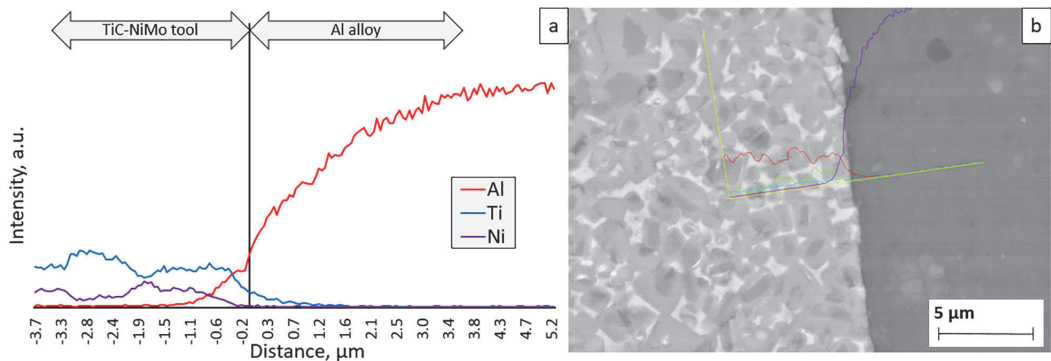 TiC-NiMo tool
Al alloy
a
b
Intensity, a.u.
Al
Ti
Ni
-3.7 -3.3 -2.8 -2.4 -1.9 -1.5 -1.1 -0.6 -0.2 0.3 0.7 1.2 1.6 2.1 2.5 3.0 3.4 3.8 4.3 4.7 5.2
Distance, µm
5 µm